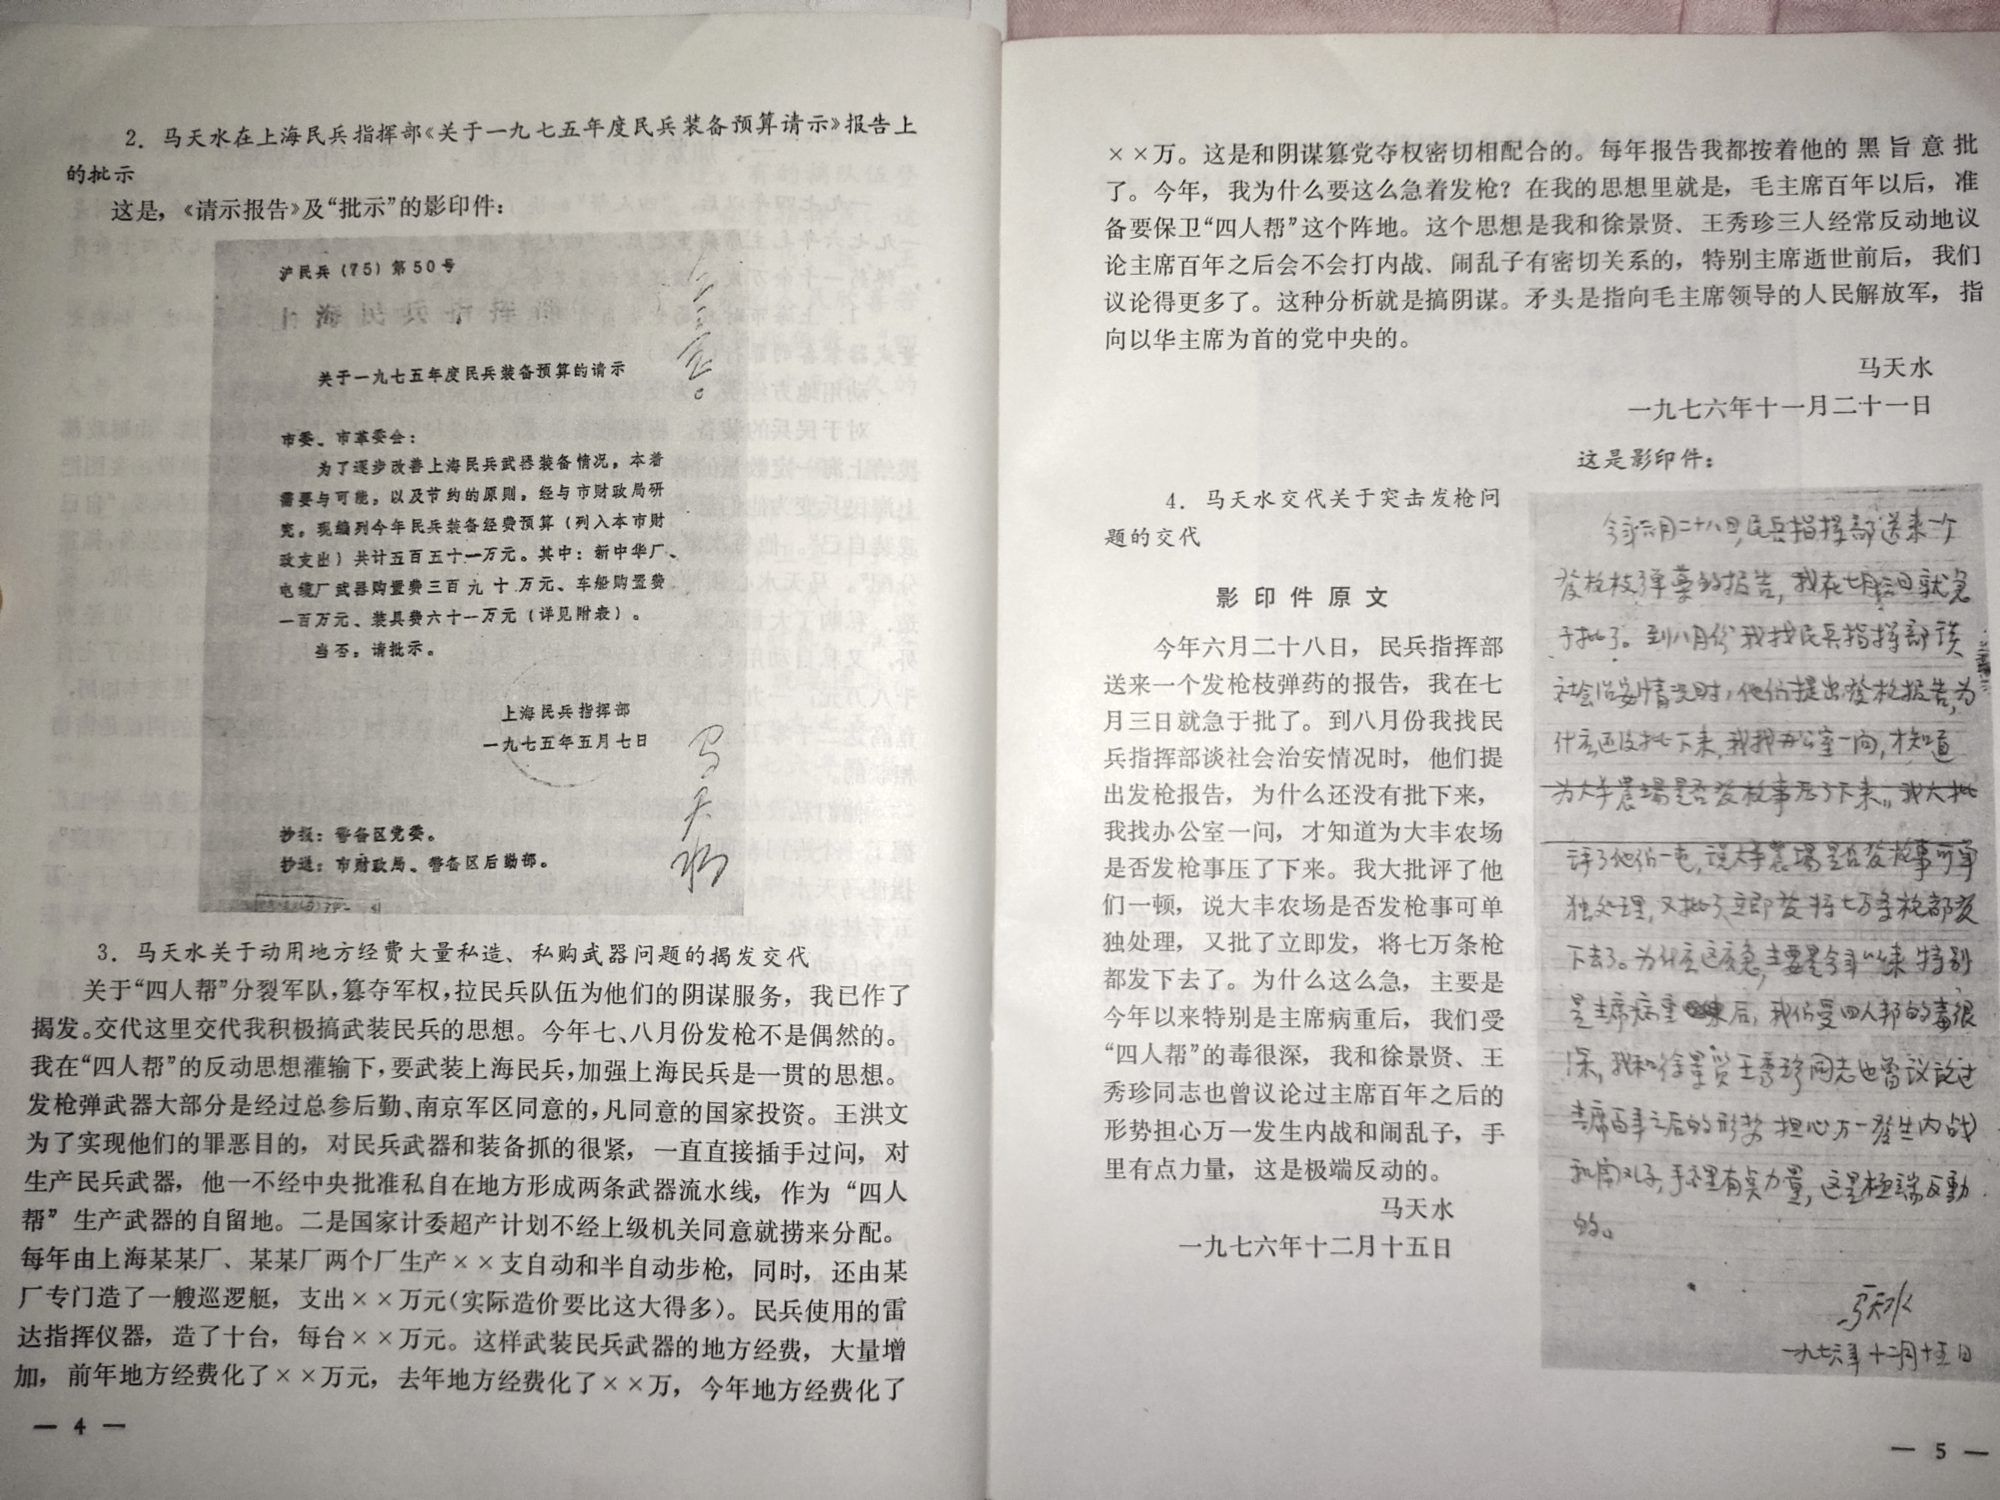 2．马天水在上海民兵指挥部《关于一九七五年度民兵装备预算请示》报告上
的批示
这是，《请示报告》及“批示”的影印件：
沪民兵（75）第50号
上海民兵指挥部
关于一九七五年度民兵装备预算的请示
市委、市革委会：
为了逐步改善上海民兵武器装备情况，本着
需要与可能，以及节约的原则，经与市财政局研
究，现编列今年民兵装备经费预算（列入本市财
政支出）共计五百五十一万元。其中：新中华厂、
电缆厂武器购置费三百九十万元、车船购置费
一百万元、装具费六十一万元（详见附表）。
当否，请批示。
上海民兵指挥部
一九七五年五月七日
马天水
抄报：警备区党委。
抄送：市财政局、警备区后勤部。
3．马天水关于动用地方经费大量私造、私购武器问题的揭发交代
关于“四人帮”分裂军队，篡夺军权，拉民兵队伍为他们的阴谋服务，我已作了
揭发。交代这里交代我积极搞武装民兵的思想。今年七、八月份发枪不是偶然的。
我在“四人帮”的反动思想灌输下，要武装上海民兵，加强上海民兵是一贯的思想。
发枪弹武器大部分是经过总参后勤、南京军区同意的，凡同意的国家投资。王洪文
为了实现他们的罪恶目的，对民兵武器和装备抓的很紧，一直直接插手过问，对
生产民兵武器，他一不经中央批准私自在地方形成两条武器流水线，作为“四人
帮”生产武器的自留地。二是国家计委超产计划不经上级机关同意就捞来分配。
每年由上海某某厂、某某厂两个厂生产××支自动和半自动步枪，同时，还由某
厂专门造了一艘巡逻艇，支出××万元（实际造价要比这大得多）。民兵使用的雷
达指挥仪器，造了十台，每台××万元。这样武装民兵武器的地方经费，大量增
加，前年地方经费化了××万元，去年地方经费化了××万，今年地方经费化了
— 4 —
××万。这是和阴谋篡党夺权密切相配合的。每年报告我都按着他的黑旨意批
了。今年，我为什么要这么急着发枪？在我的思想里就是，毛主席百年以后，准
备要保卫“四人帮”这个阵地。这个思想是我和徐景贤、王秀珍三人经常反动地议
论主席百年之后会不会打内战、闹乱子有密切关系的，特别主席逝世前后，我们
议论得更多了。这种分析就是搞阴谋。矛头是指向毛主席领导的人民解放军，指
向以华主席为首的党中央的。
马天水
一九七六年十一月二十一日
这是影印件：
4．马天水交代关于突击发枪问
题的交代
影印件原文
今年六月二十八日，民兵指挥部
送来一个发枪枝弹药的报告，我在七
月三日就急于批了。到八月份我找民
兵指挥部谈社会治安情况时，他们提
出发枪报告，为什么还没有批下来，
我找办公室一问，才知道为大丰农场
是否发枪事压了下来。我大批评了他
们一顿，说大丰农场是否发枪事可单
独处理，又批了立即发，将七万条枪
都发下去了。为什么这么急，主要是
今年以来特别是主席病重后，我们受
“四人帮”的毒很深，我和徐景贤、王
秀珍同志也曾议论过主席百年之后的
形势担心万一发生内战和闹乱子，手
里有点力量，这是极端反动的。
马天水
一九七六年十二月十五日
今年六月二十八日，民兵指挥部送来一个
发枪枝弹药的报告，我在七月三日就急
于批了。到八月份我找民兵指挥部谈
社会治安情况时，他们提出发枪报告，为
什么还没批下来，我找办公室一问，才知道
为大丰農場是否发枪事压了下来。我大批
评了他们一屯，说大丰農場是否发枪事可单
独处理，又批了立即发，将七万条枪都发
下去了。为什么这麽急，主要是今年以来特别
是主席病重后，我们受四人邦的毒很
深，我和徐景贤王秀珍同志也曾议论过
主席百年之后的形势担心万一發生内战
和闹乱子，手里有点力量，这是極端反動
的。
马天水
一九七六年十二月十五日
— 5 —